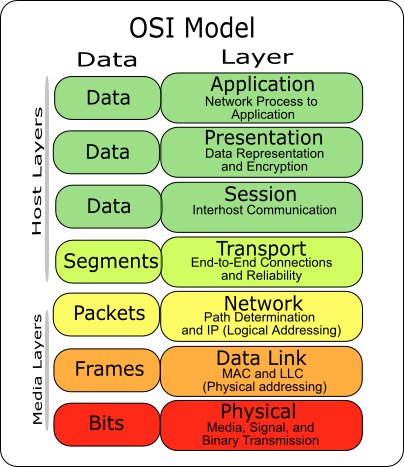 OSI Model
Data Layer
Host Layers
Data
Application
Network Process to
Application
Data
Presentation
Data Representation
and Encryption
Data
Session
Interhost Communication
Segments
Transport
End-to-End Connections
and Reliability
Media Layers
Packets
Network
Path Determination
and IP (Logical Addressing)
Frames
Data Link
MAC and LLC
(Physical addressing)
Bits
Physical
Media, Signal, and
Binary Transmission